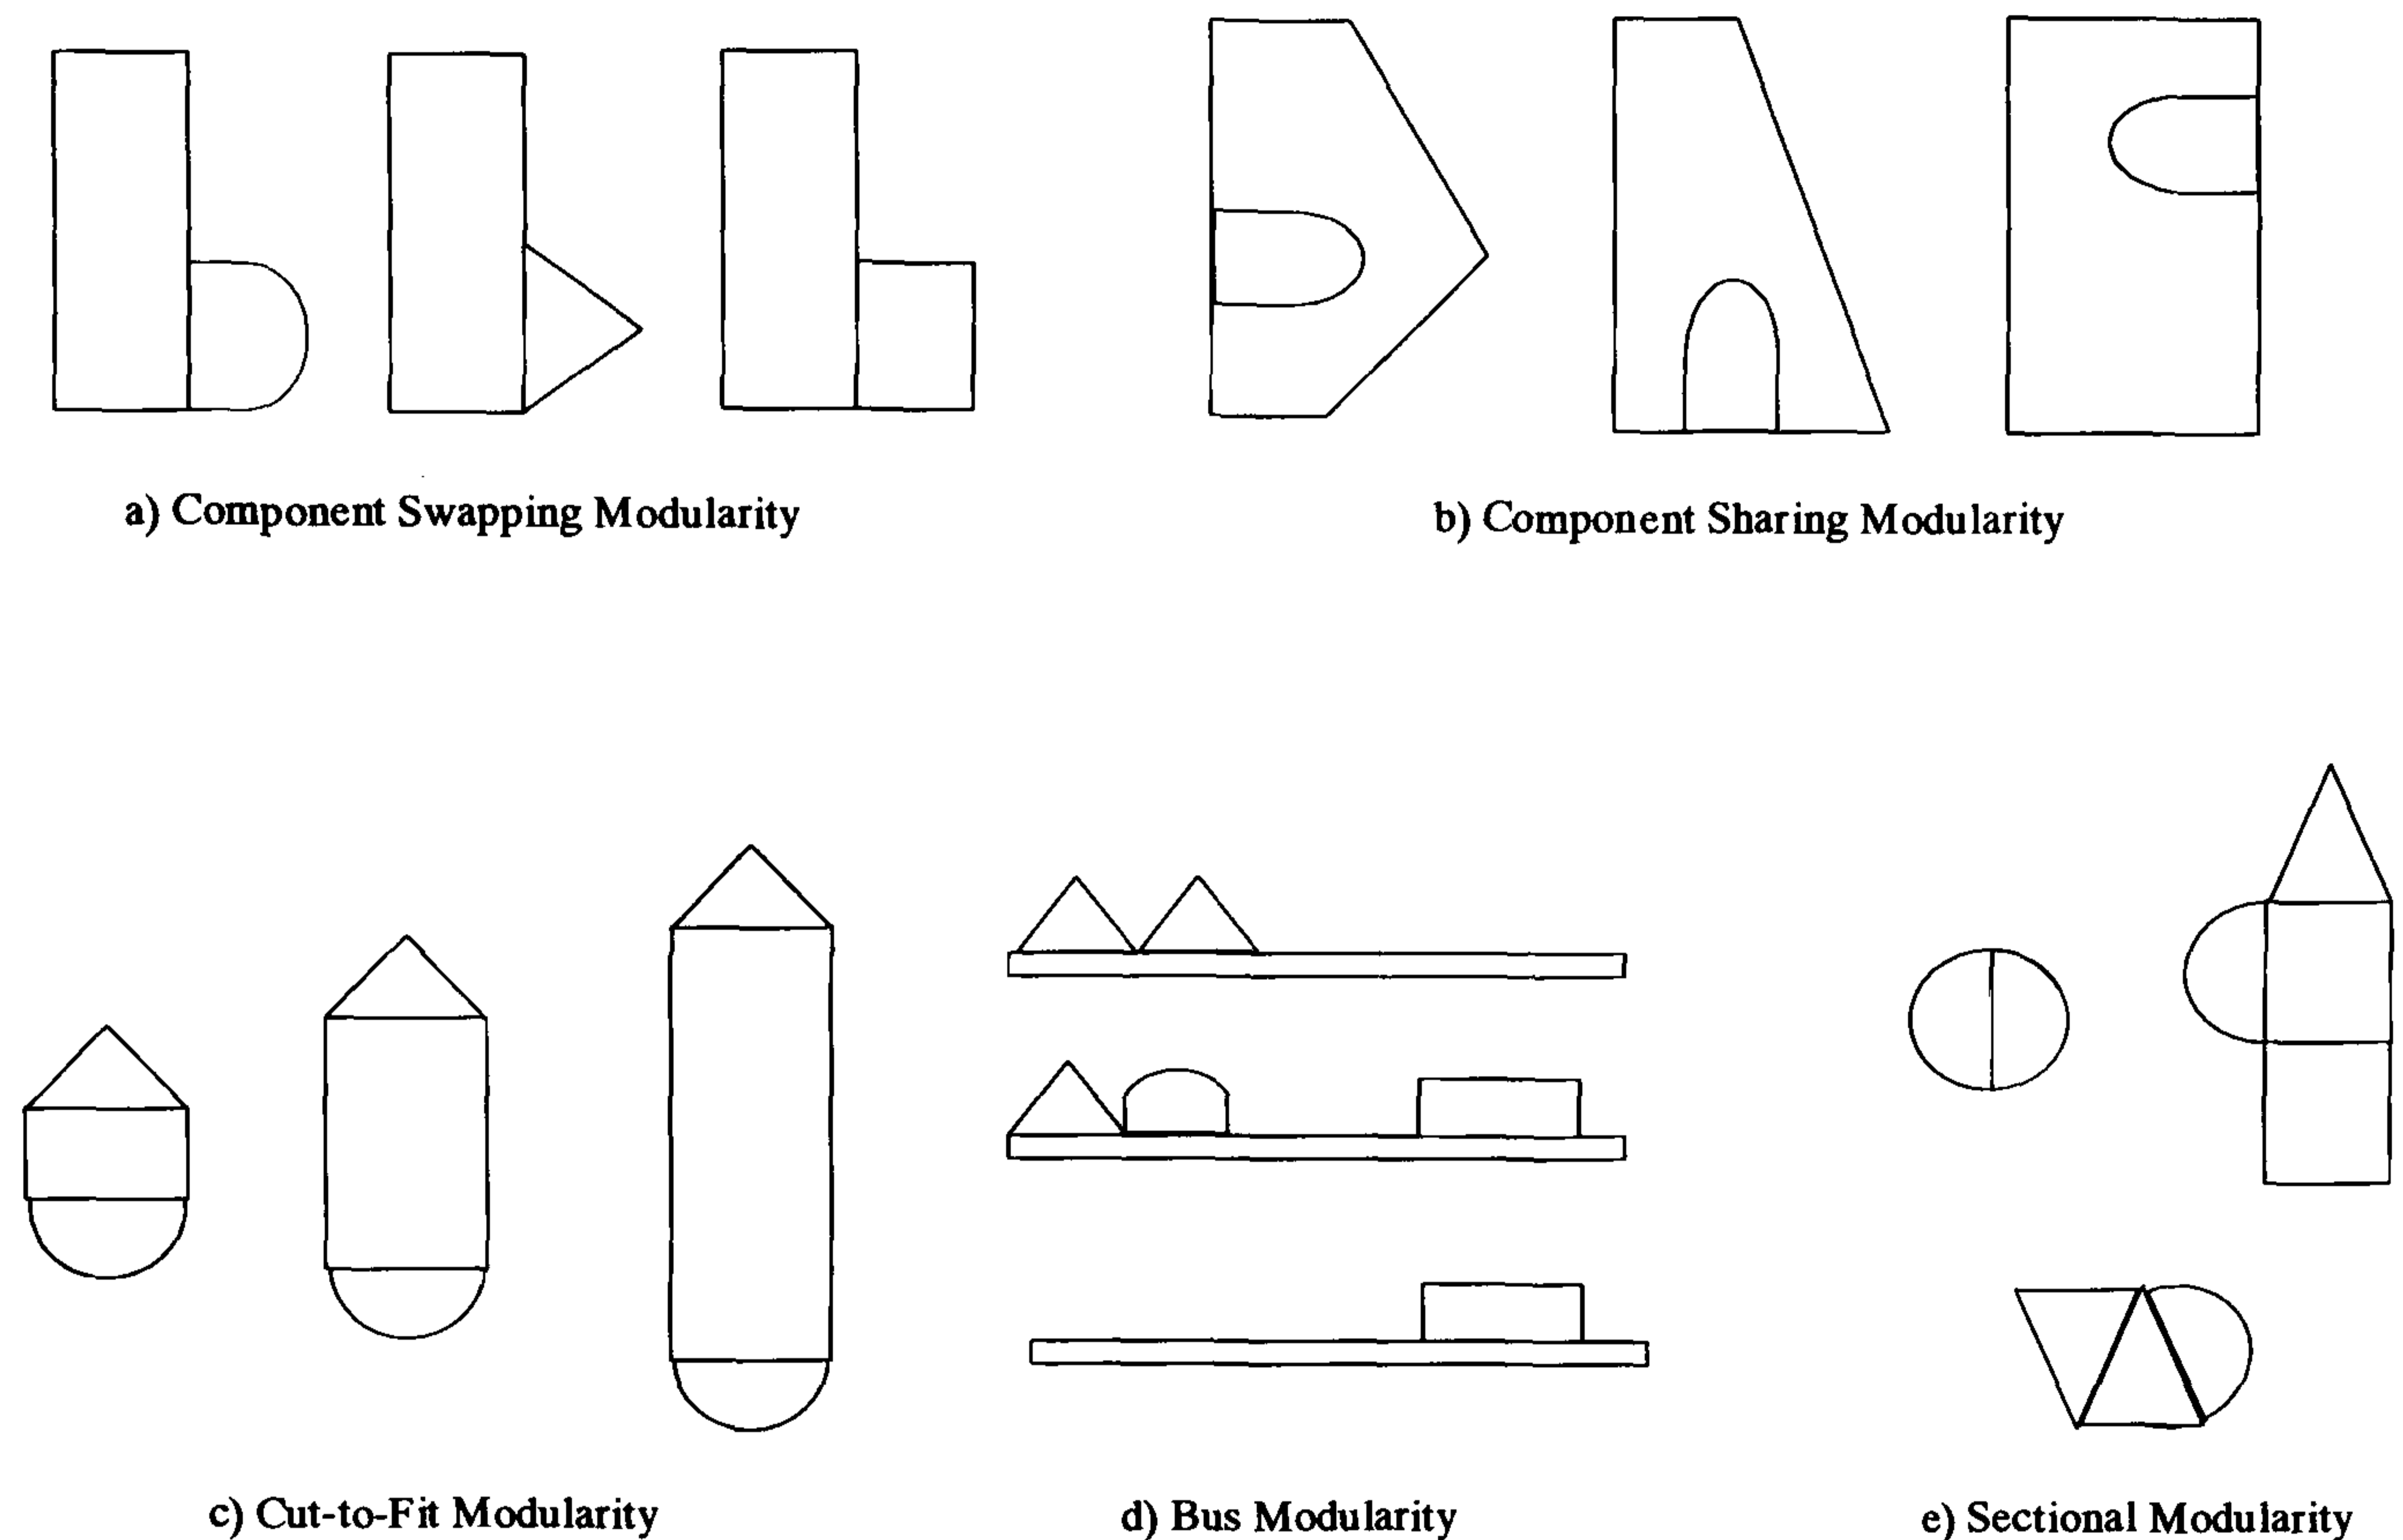 a) Component Swapping Modularity
b) Component Sharing Modularity
c) Cut-to-Fit Modularity
d) Bus Modularity
e) Sectional Modularity